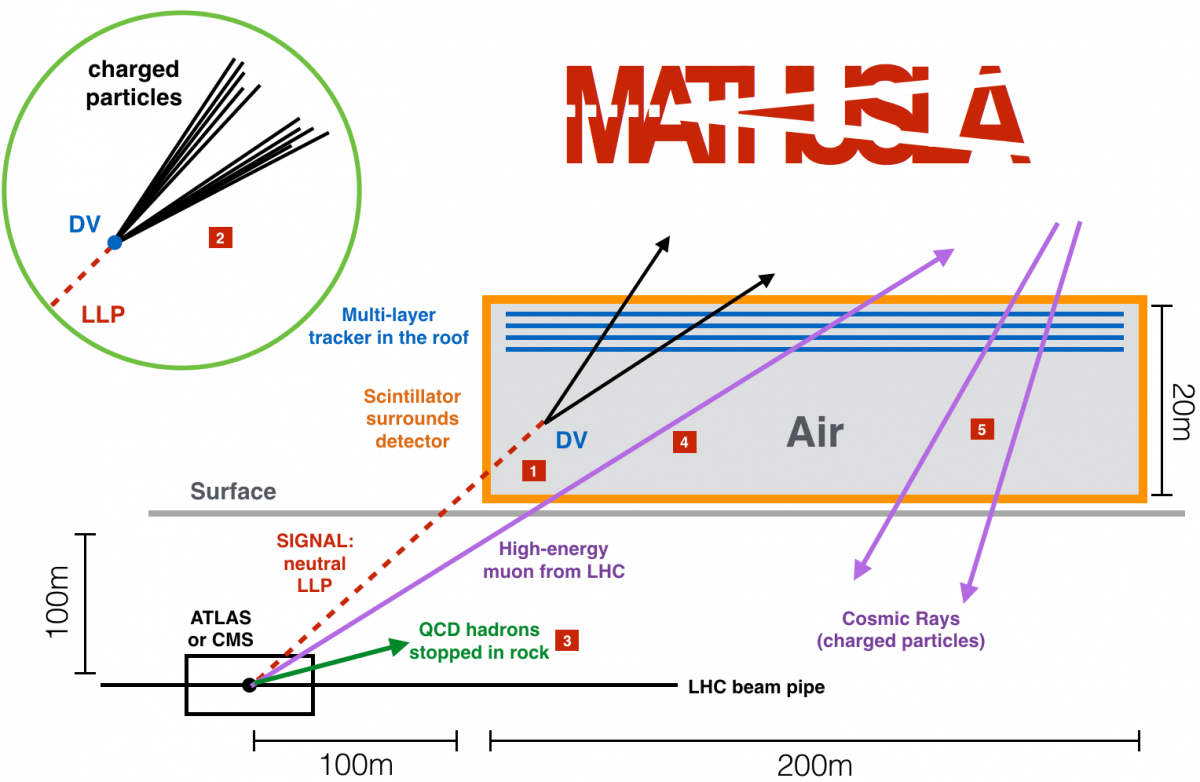 charged
particles
DV
2
LLP
MATHUSLA
Multi-layer
tracker in the roof
Scintillator
surrounds
detector
Air
DV
1
4
5
20m
Surface
SIGNAL:
neutral
LLP
High-energy
muon from LHC
100m
ATLAS
or CMS
QCD hadrons
stopped in rock
3
Cosmic Rays
(charged particles)
LHC beam pipe
100m
200m